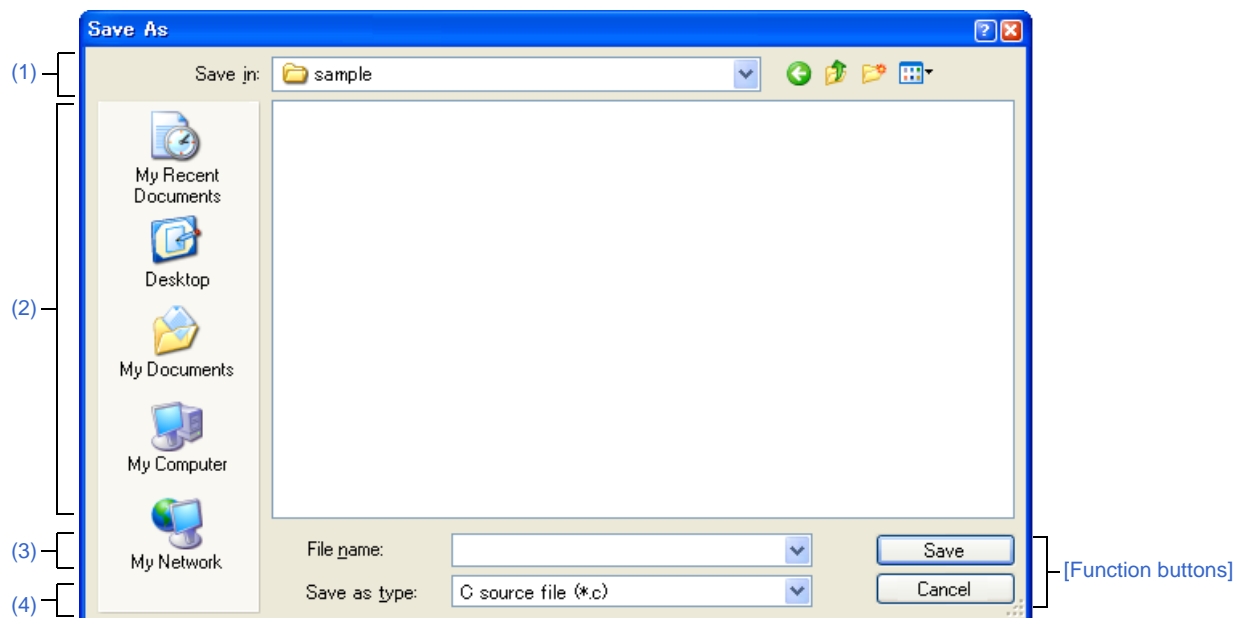 Save As
(1)
Save in:
sample
(2)
My Recent
Documents
Desktop
My Documents
My Computer
My Network
(3)
File name:
Save
[Function buttons]
(4)
Save as type:
C source file (*.c)
Cancel